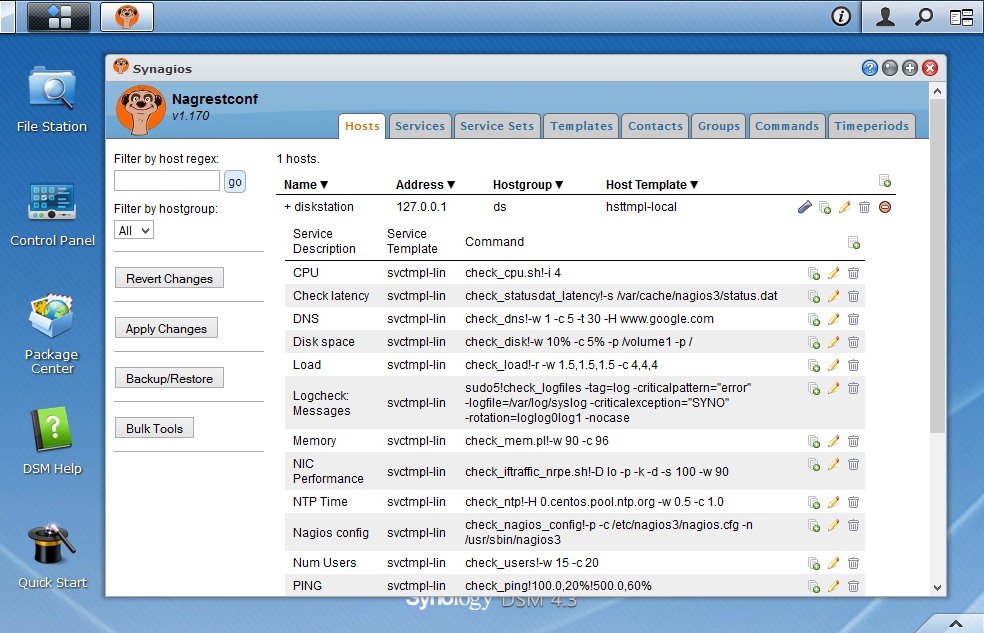 Synagios
Nagrestconf
v1.170
Hosts Services Service Sets Templates Contacts Groups Commands Timeperiods
File Station
Control Panel
Package
Center
DSM Help
Quick Start
Filter by host regex:
go
Filter by hostgroup:
All
Revert Changes
Apply Changes
Backup/Restore
Bulk Tools
1 hosts.
Name ▼ Address ▼ Hostgroup ▼ Host Template ▼
+ diskstation 127.0.0.1 ds hsttmpl-local
Service
Description
Service
Template
Command
CPU svctmpl-lin check_cpu.sh!-i 4
Check latency svctmpl-lin check_statusdat_latency!-s /var/cache/nagios3/status.dat
DNS svctmpl-lin check_dns!-w 1 -c 5 -t 30 -H www.google.com
Disk space svctmpl-lin check_disk!-w 10% -c 5% -p /volume1 -p /
Load svctmpl-lin check_load!-r -w 1.5,1.5,1.5 -c 4,4,4
Logcheck:
Messages
svctmpl-lin
sudo5!check_logfiles -tag=log -criticalpattern="error"
-logfile=/var/log/syslog -criticalexception="SYNO"
-rotation=loglog0log1 -nocase
Memory svctmpl-lin check_mem.pl!-w 90 -c 96
NIC
Performance
svctmpl-lin check_iftraffic_nrpe.sh!-D lo -p -k -d -s 100 -w 90
NTP Time svctmpl-lin check_ntp!-H 0.centos.pool.ntp.org -w 0.5 -c 1.0
Nagios config svctmpl-lin
check_nagios_config!-p -c /etc/nagios3/nagios.cfg -n
/usr/sbin/nagios3
Num Users svctmpl-lin check_users!-w 15 -c 20
PING svctmpl-lin check_ping!100.0,20%!500.0,60%
Synology DSM 4.3